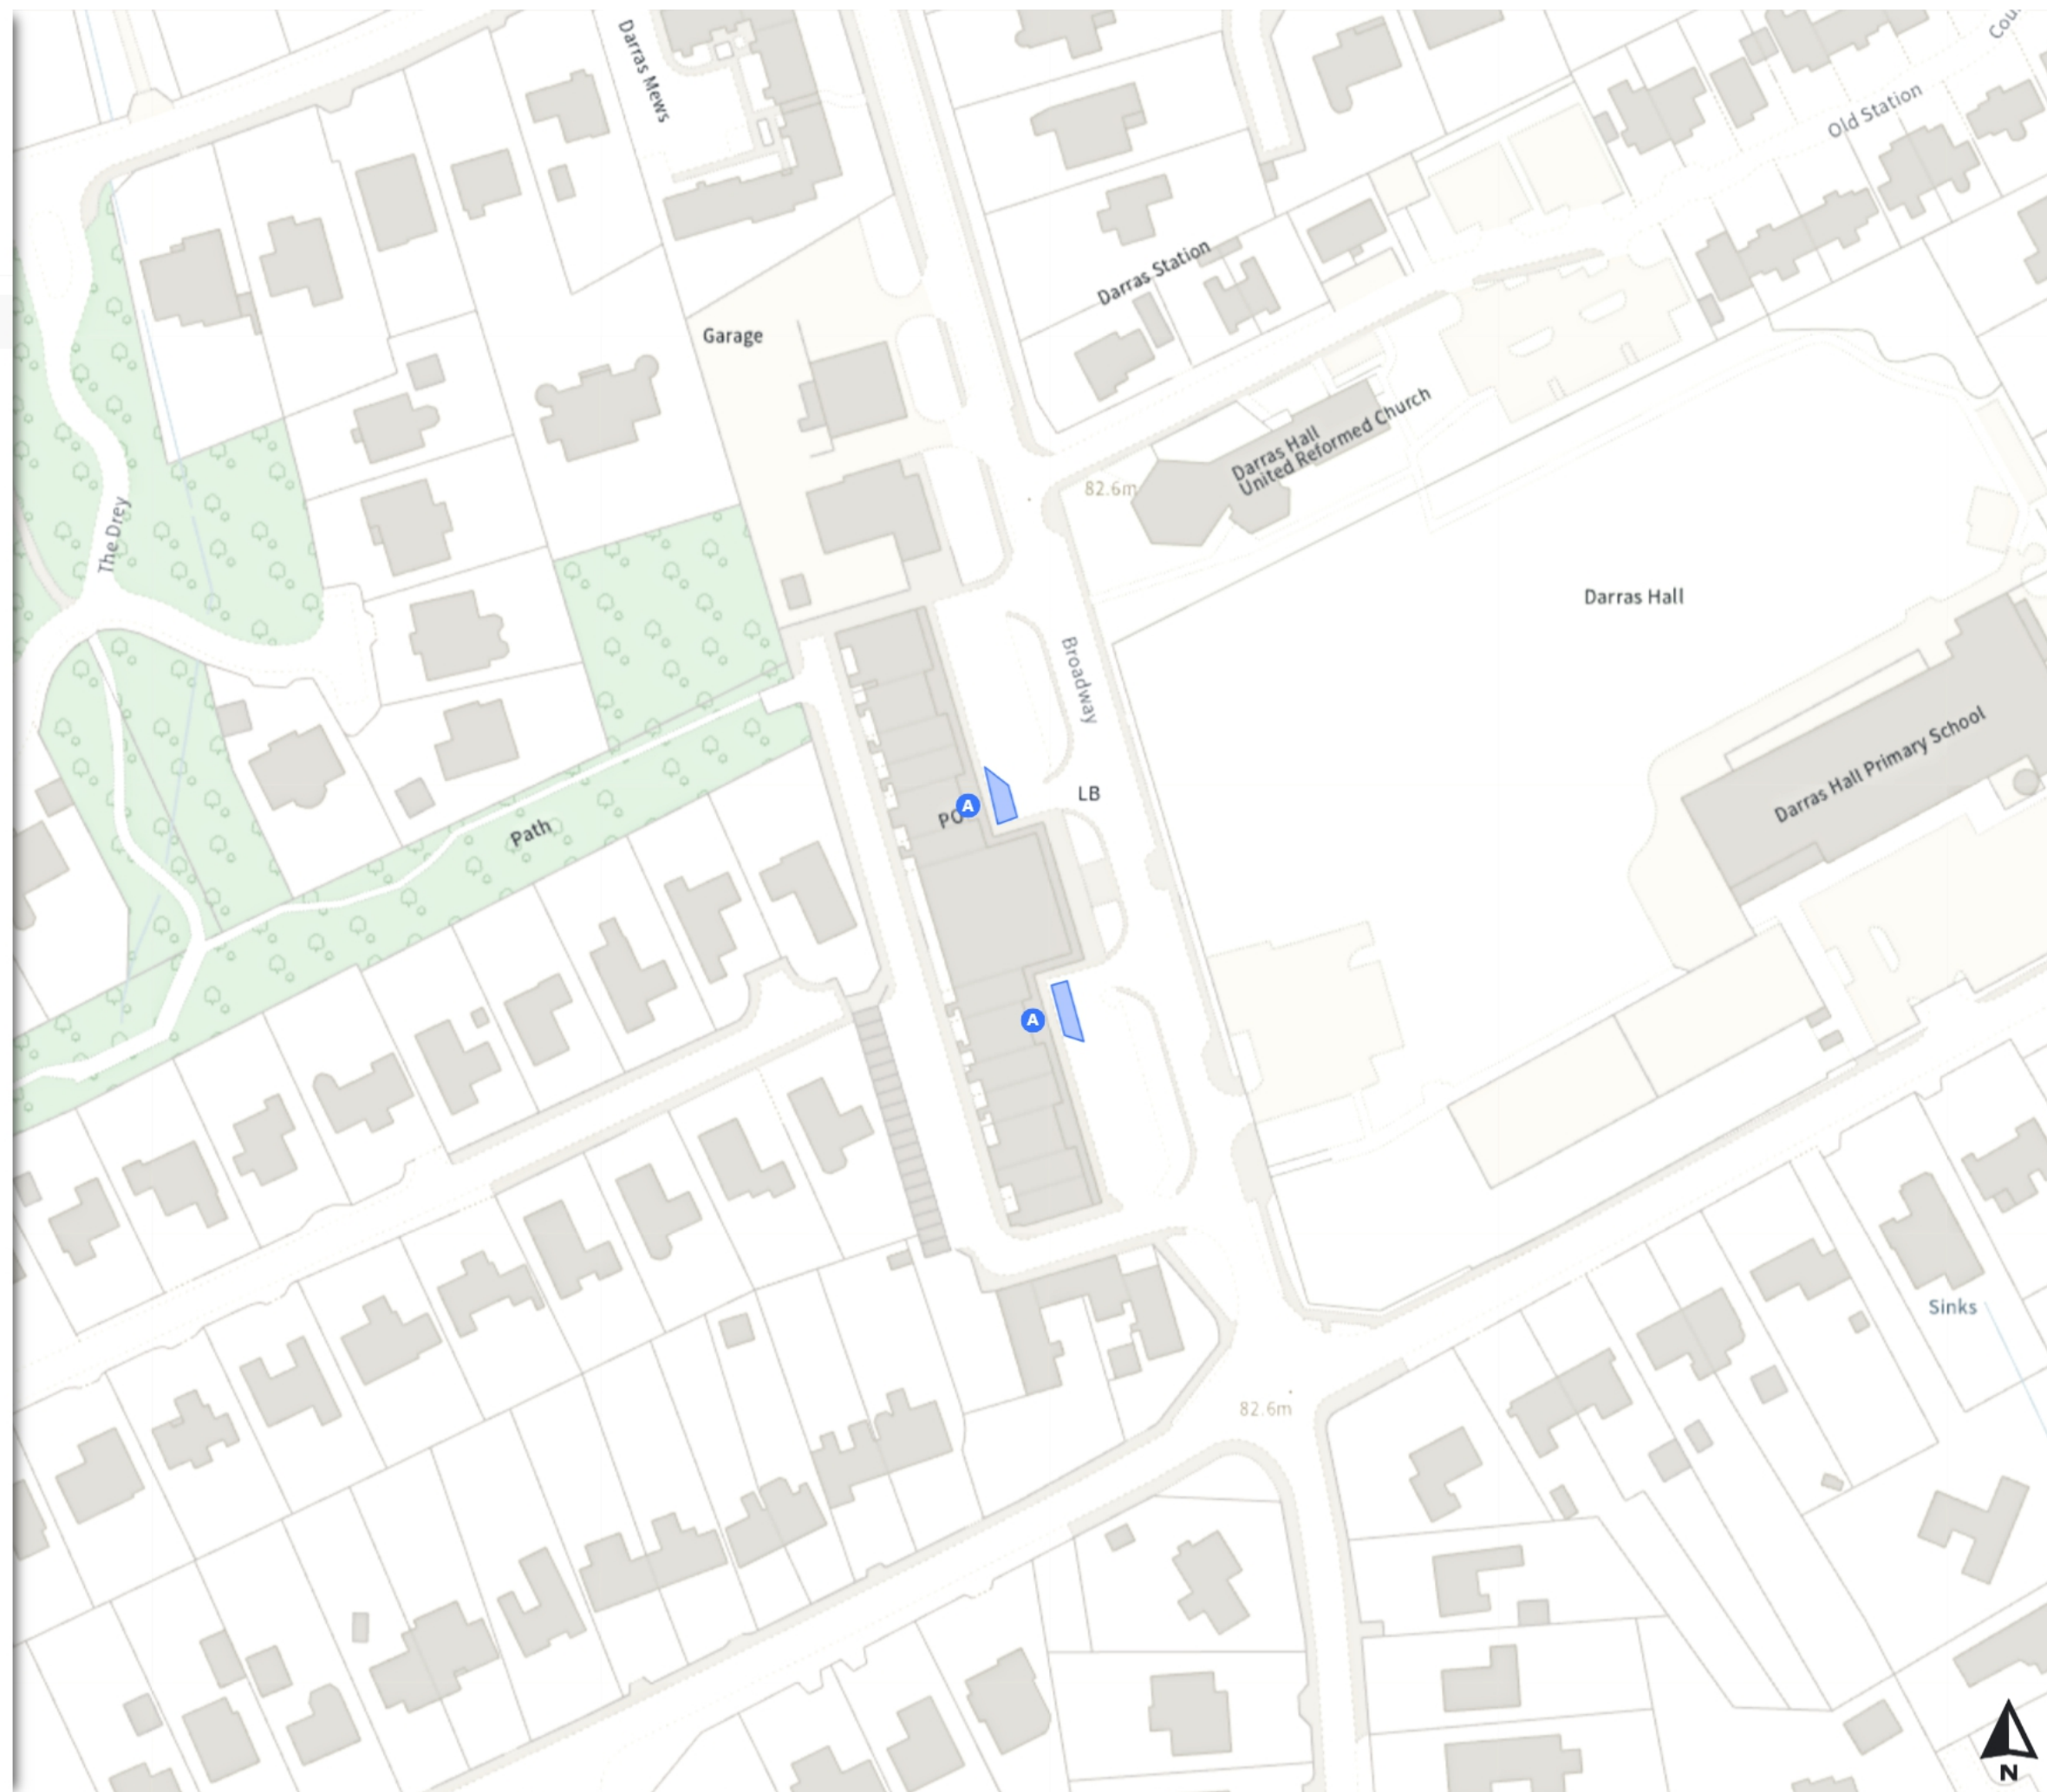 Darras Mews
Old Station
Darras Station
Garage
Darras Hall
United Reformed Church
82.6m
The Drey
Darras Hall
Broadway
Darras Hall Primary School
LB
A
Path
A
Sinks
82.6m
N